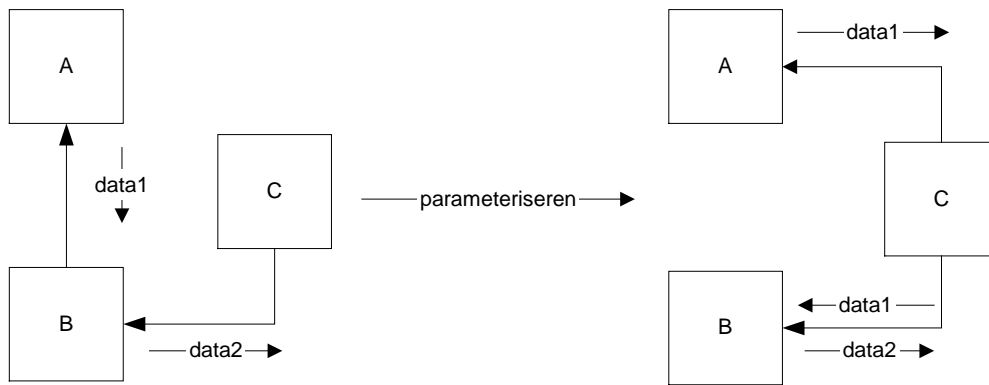 A
data1
B
C
data2
parameteriseren
A
data1
C
B
data1
data2